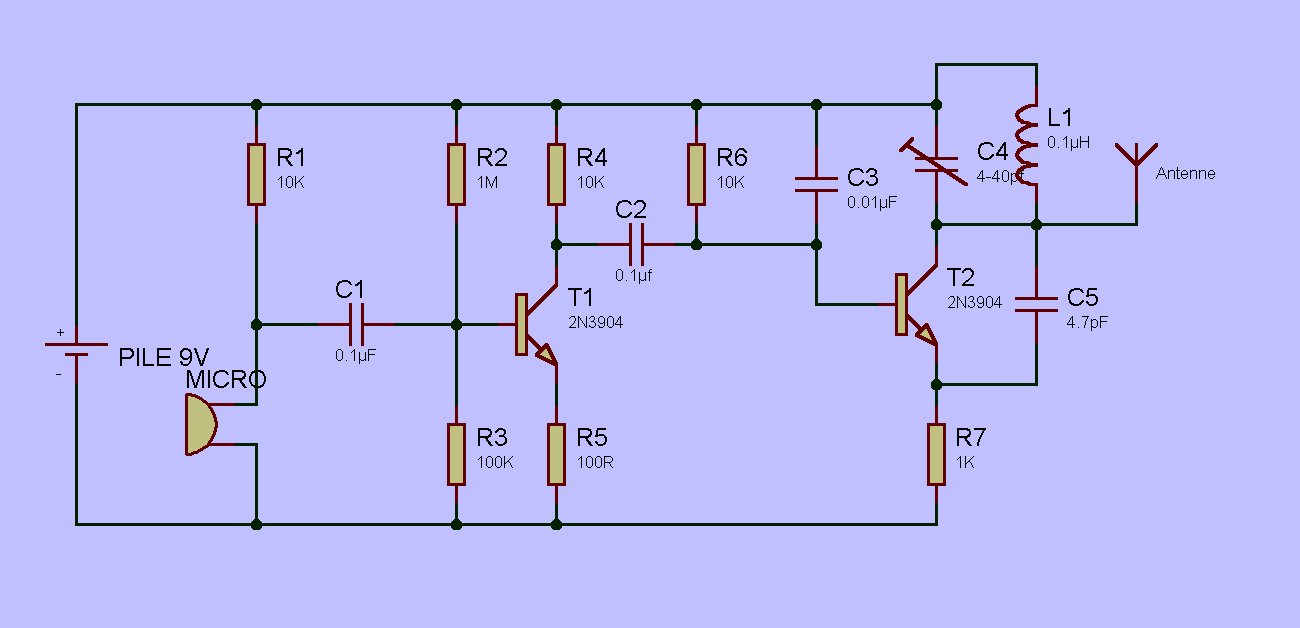 PILE 9V
+
-
MICRO
R1
10K
C1
0.1µF
R2
1M
R3
100K
R4
10K
T1
2N3904
R5
100R
C2
0.1µf
R6
10K
C3
0.01µF
C4
4-40pf
L1
0.1µH
Antenne
T2
2N3904
C5
4.7pF
R7
1K